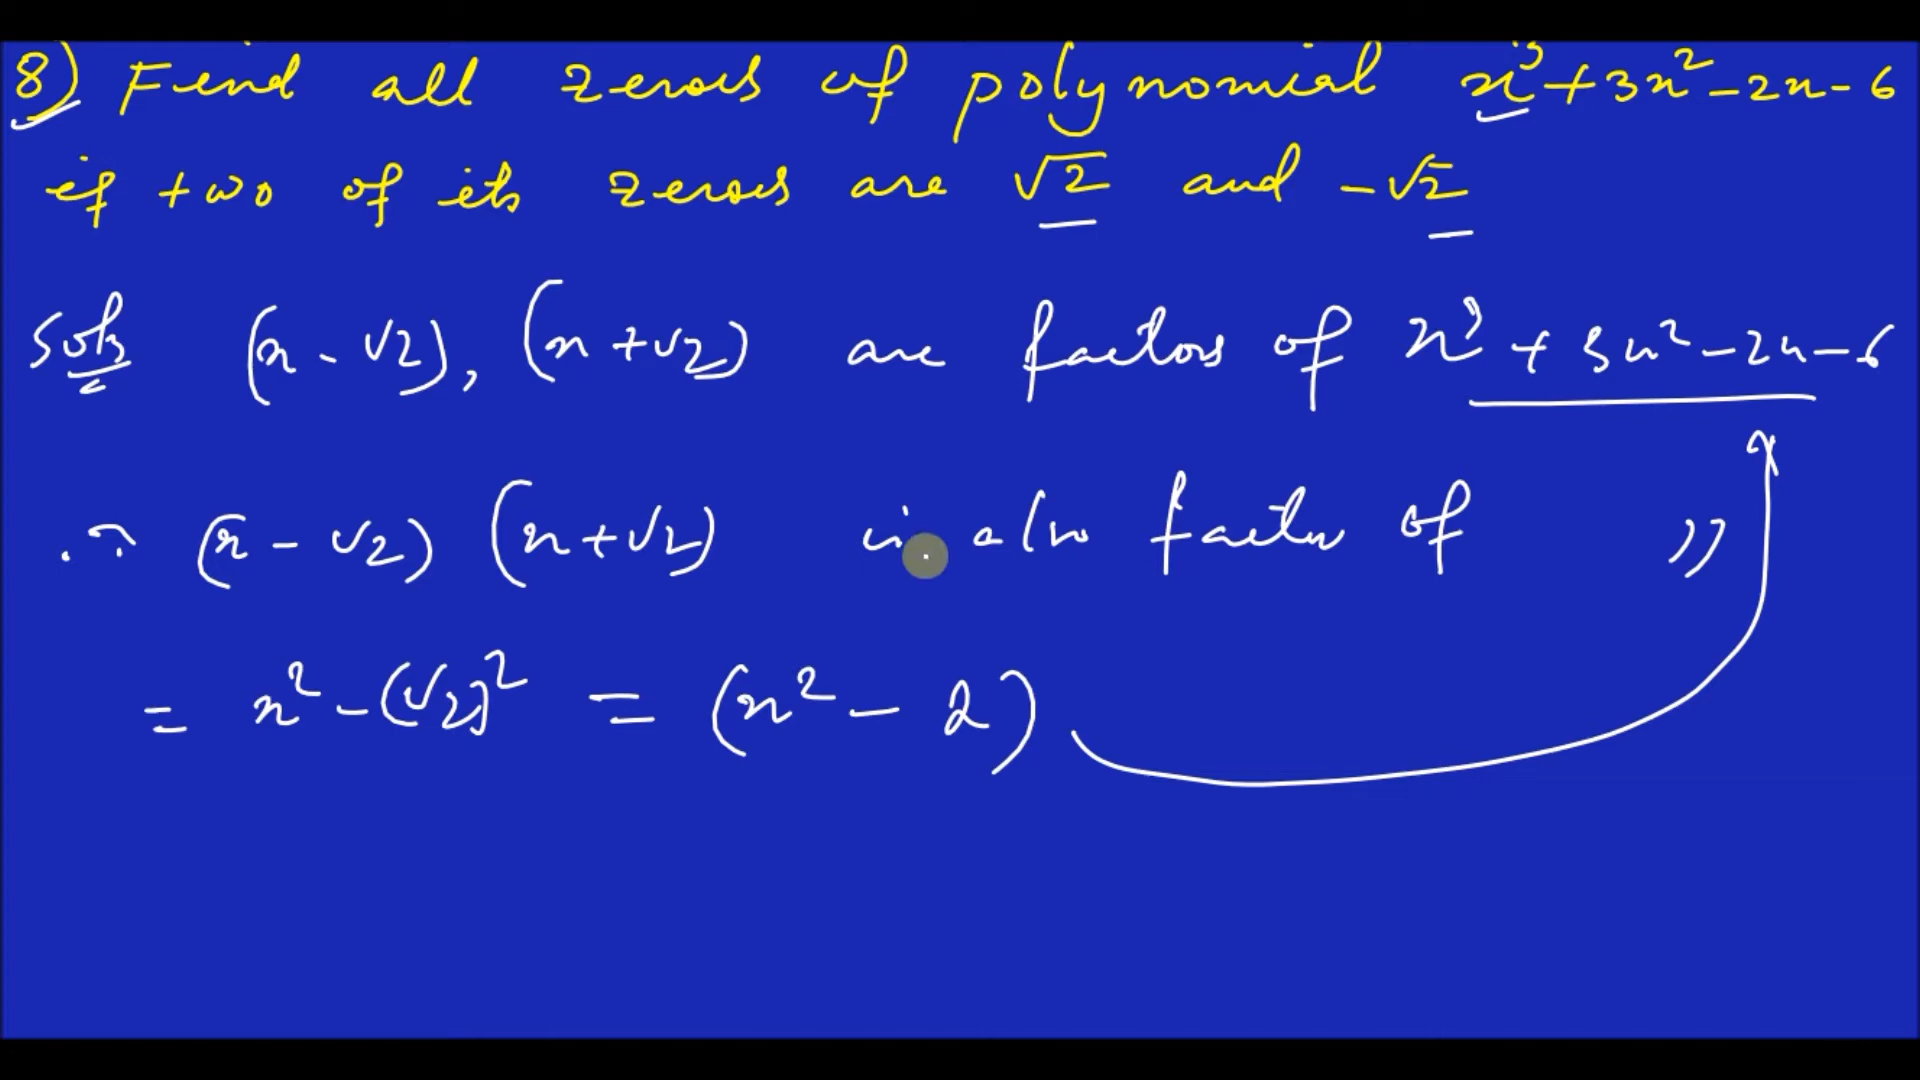 8) Find all zeroes of polynomial x³+3x²-2x-6
if two of its zeroes are √2 and -√2
Soln (x-√2), (x+√2) are factors of x³+3x²-2x-6
∴ (x-√2) (x+√2) is also factor of ”
= x²-(√2)² = (x²-2)